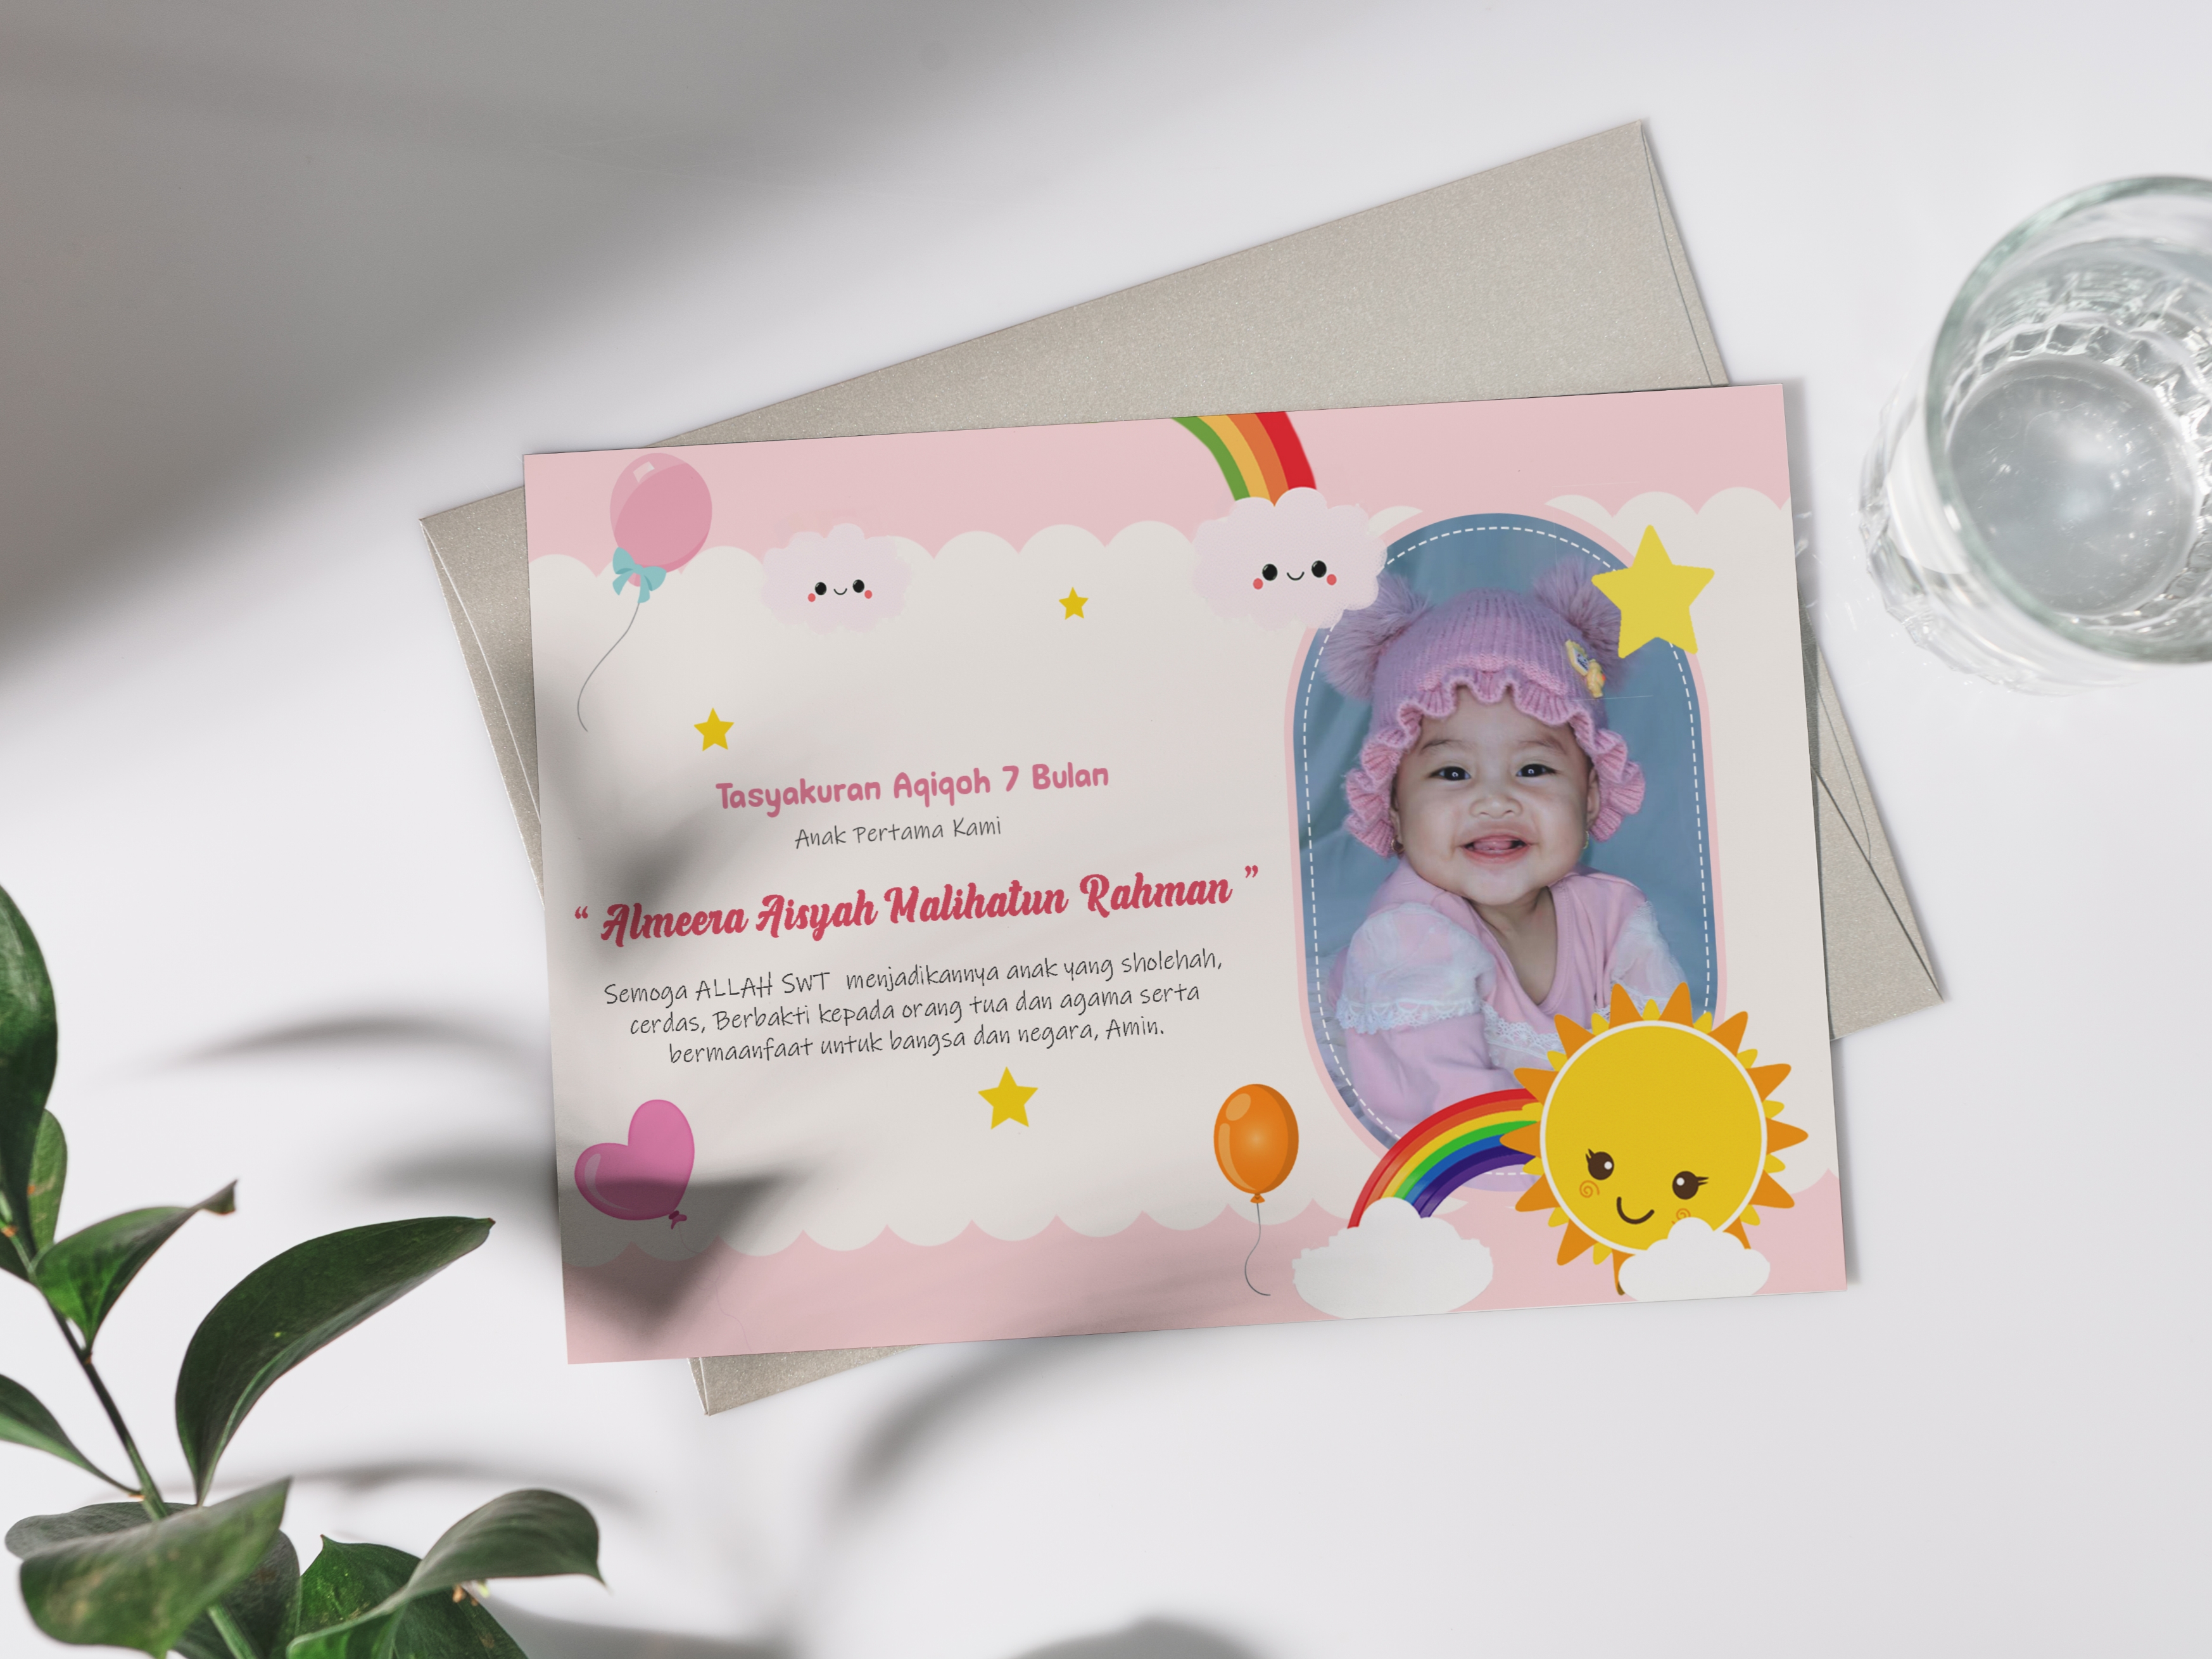 Tasyakuran Aqiqoh 7 Bulan
Anak Pertama Kami
“ Almeera Aisyah Malihatun Rahman ”
Semoga ALLAH SWT menjadikannya anak yang sholehah,
cerdas, Berbakti kepada orang tua dan agama serta
bermaanfaat untuk bangsa dan negara, Amin.